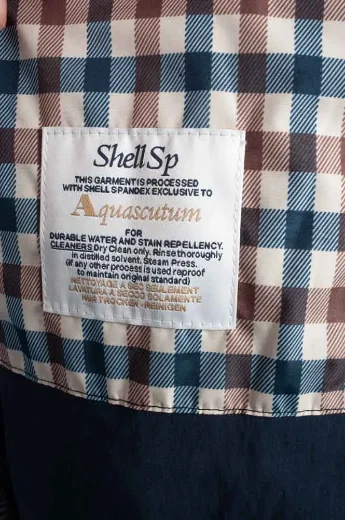 Shell Sp
THIS GARMENT IS PROCESSED
WITH SHELL SPANDEX EXCLUSIVE TO
Aquascutum
FOR
DURABLE WATER AND STAIN REPELLENCY.
CLEANERS Dry Clean only. Rinse thoroughly
in distilled solvent. Steam Press.
(if any other process is used reproof
to maintain original standard)
NETTOYAGE A SEC SEULEMENT
LAVATURA A SECCO SOLAMENTE
NUR TROCKEN-REINIGEN